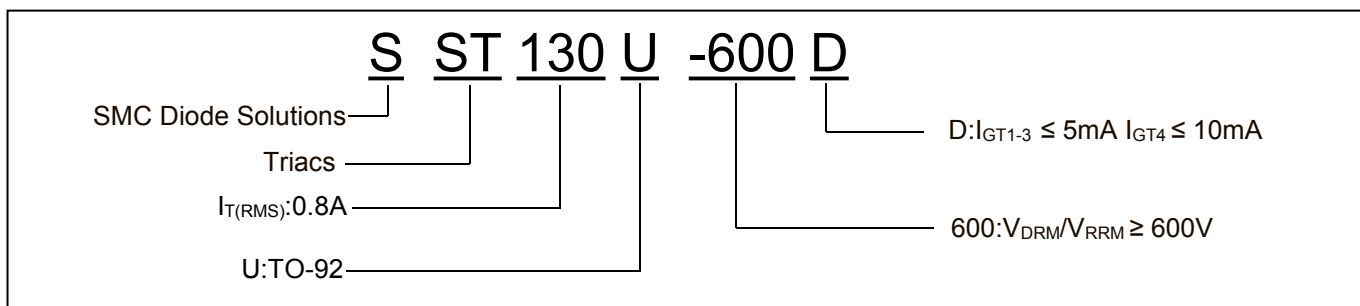 S ST 130 U -600 D
SMC Diode Solutions
D:IGT1-3 ≤ 5mA IGT4 ≤ 10mA
Triacs
IT(RMS):0.8A
600:VDRM/VRRM ≥ 600V
U:TO-92